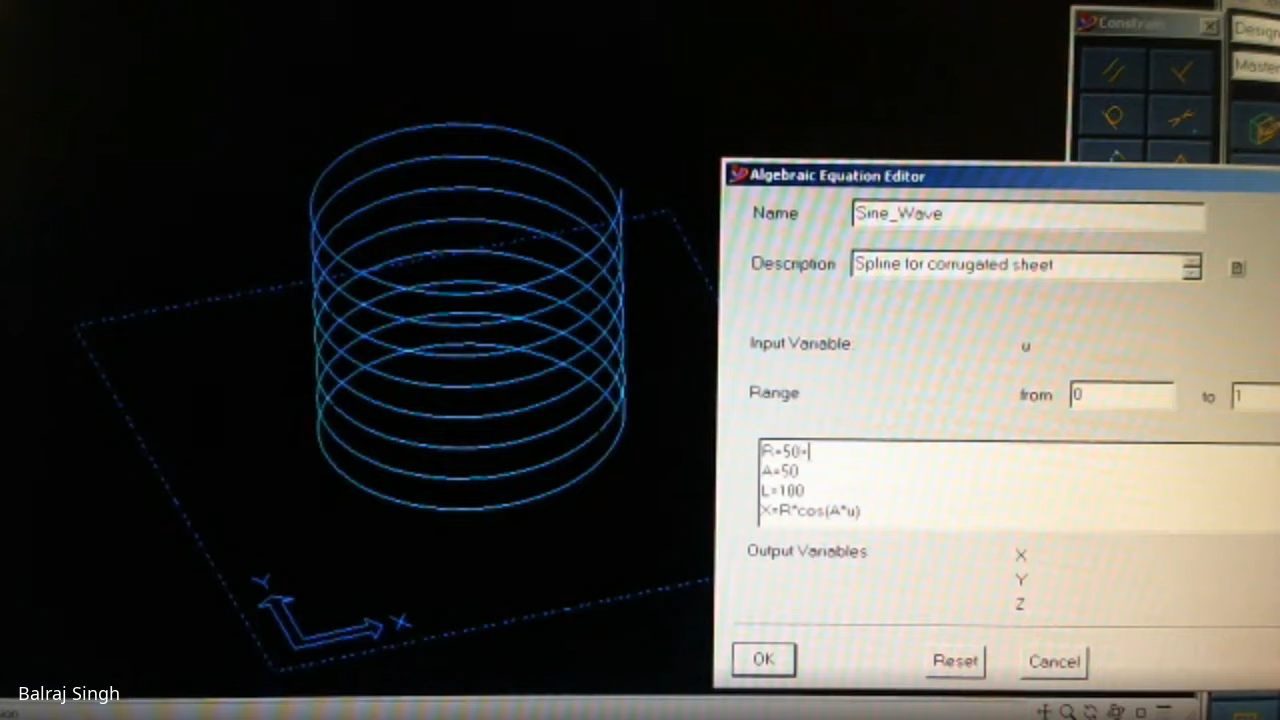 Constrain
Design
Master
Algebraic Equation Editor
Name
Sine_Wave
Description
Spline for corrugated sheet
Input Variable
u
Range
from
0
to
1
R=50-
A=50
L=100
X=R*cos(A*u)
Output Variables
X
Y
Z
OK
Reset
Cancel
Y
X
Balraj Singh